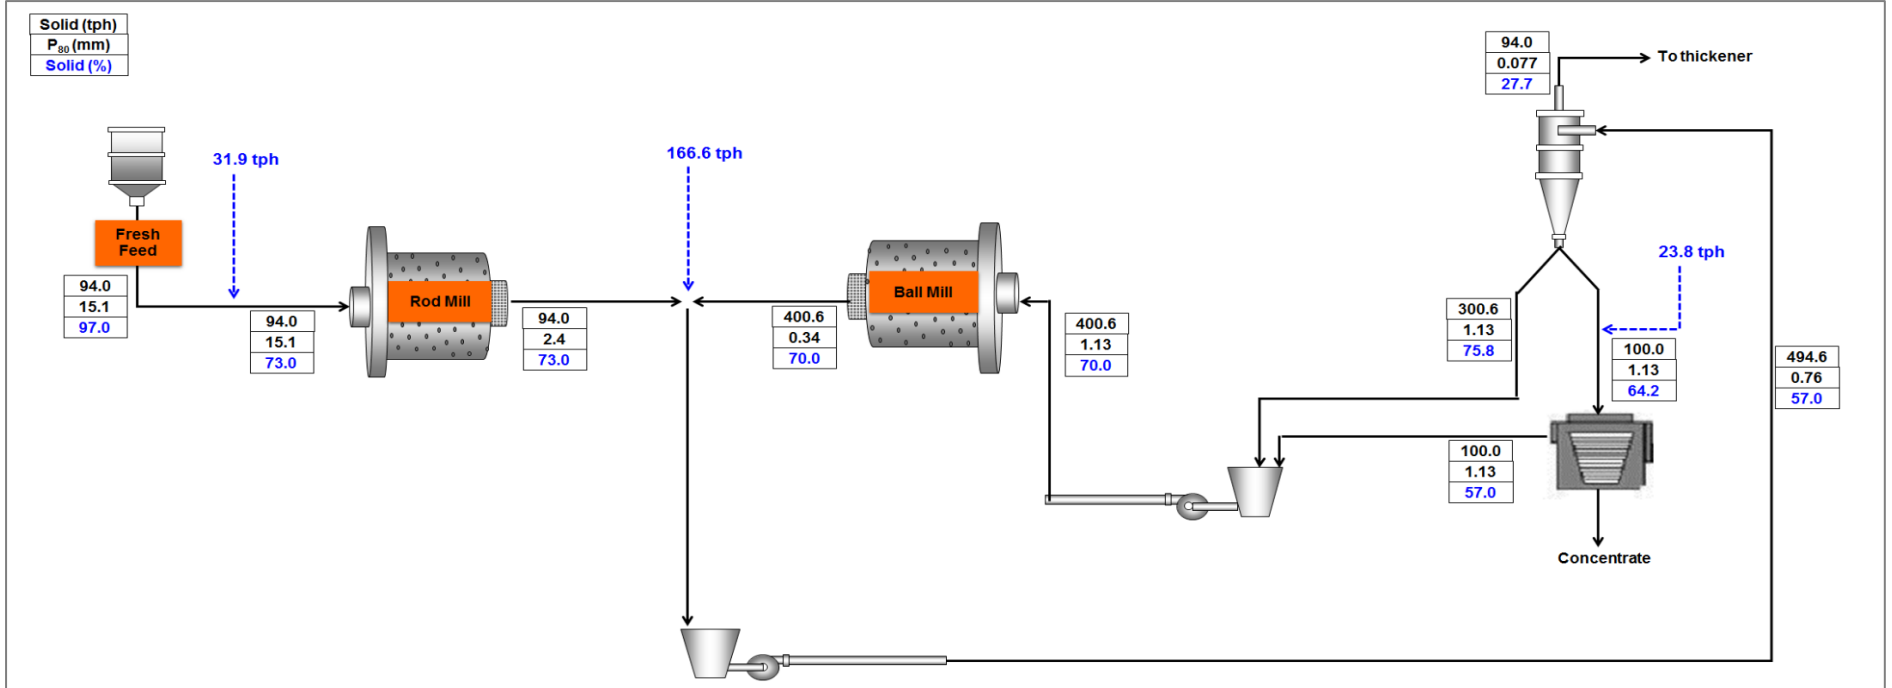 Solid (tph)
P80 (mm)
Solid (%)
94.0
0.077
27.7
To thickener
31.9 tph
166.6 tph
Fresh
Feed
94.0
15.1
97.0
94.0
15.1
73.0
Rod Mill
94.0
2.4
73.0
400.6
0.34
70.0
Ball Mill
400.6
1.13
70.0
23.8 tph
300.6
1.13
75.8
100.0
1.13
64.2
494.6
0.76
57.0
100.0
1.13
57.0
Concentrate